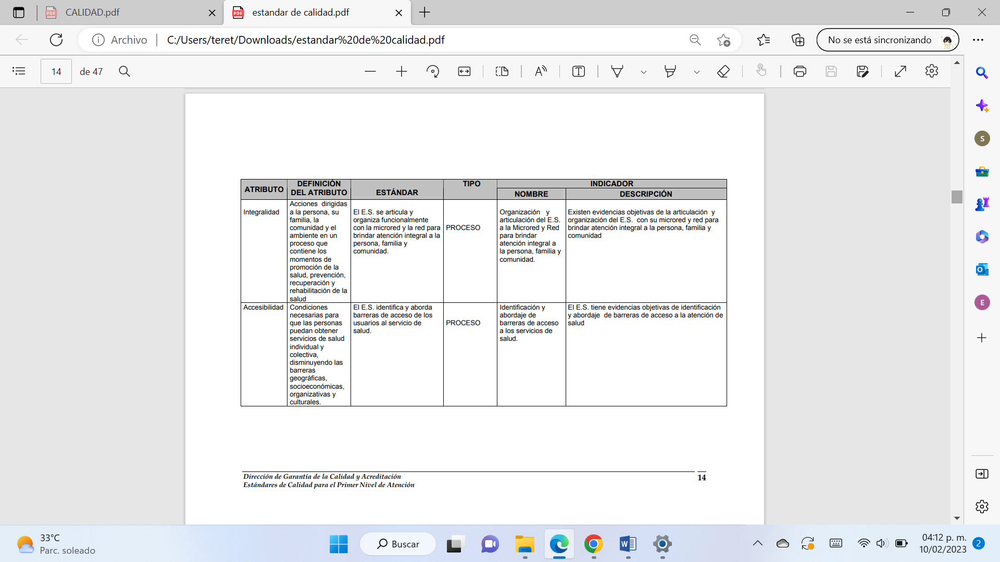 CALIDAD.pdf
estandar de calidad.pdf
Archivo
C:/Users/teret/Downloads/estandar%20de%20calidad.pdf
No se está sincronizando
14
de 47
ATRIBUTO
DEFINICIÓN
DEL ATRIBUTO
ESTÁNDAR
TIPO
INDICADOR
NOMBRE
DESCRIPCIÓN
Integralidad
Acciones dirigidas
a la persona, su
familia, la
comunidad y el
ambiente en un
proceso que
contiene los
momentos de
promoción de la
salud, prevención,
recuperación y
rehabilitación de la
salud
El E.S. se articula y
organiza funcionalmente
con la microred y la red para
brindar atención integral a la
persona, familia y
comunidad.
PROCESO
Organización y
articulación del E.S.
a la Microred y Red
para brindar
atención integral a
la persona, familia y
comunidad.
Existen evidencias objetivas de la articulación y
organización del E.S. con su microred y red para
brindar atención integral a la persona, familia y
comunidad
Accesibilidad
Condiciones
necesarias para
que las personas
puedan obtener
servicios de salud
individual y
colectiva,
disminuyendo las
barreras
geográficas,
socioeconómicas,
organizativas y
culturales.
El E.S. identifica y aborda
barreras de acceso de los
usuarios al servicio de
salud.
PROCESO
Identificación y
abordaje de
barreras de acceso
a los servicios de
salud.
El E.S. tiene evidencias objetivas de identificación
y abordaje de barreras de acceso a la atención de
salud
Dirección de Garantía de la Calidad y Acreditación
Estándares de Calidad para el Primer Nivel de Atención
14
S
E
33°C
Parc. soleado
Buscar
04:12 p. m.
10/02/2023
2